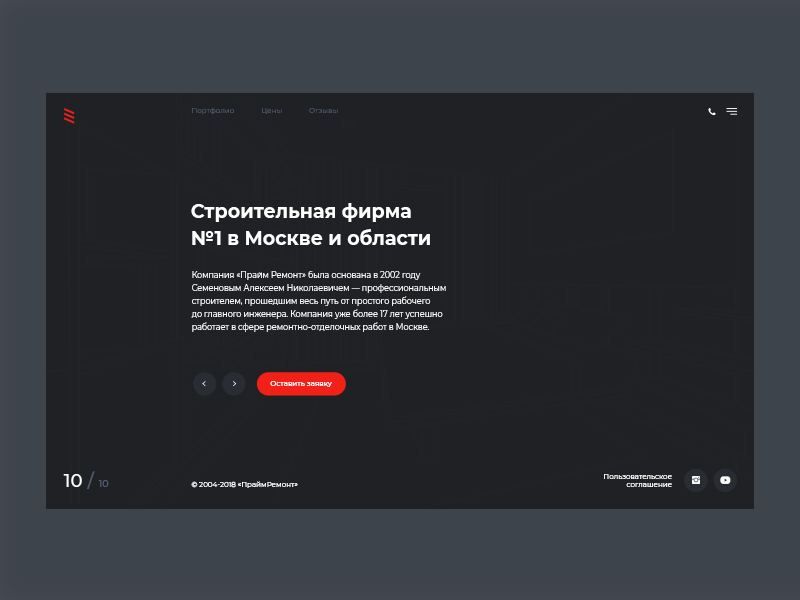 Портфолио Цены Отзывы
Строительная фирма
№1 в Москве и области
Компания «Прайм Ремонт» была основана в 2002 году
Семеновым Алексеем Николаевичем — профессиональным
строителем, прошедшим весь путь от простого рабочего
до главного инженера. Компания уже более 17 лет успешно
работает в сфере ремонтно-отделочных работ в Москве.
Оставить заявку
10 / 10
© 2004-2018 «ПраймРемонт»
Пользовательское
соглашение